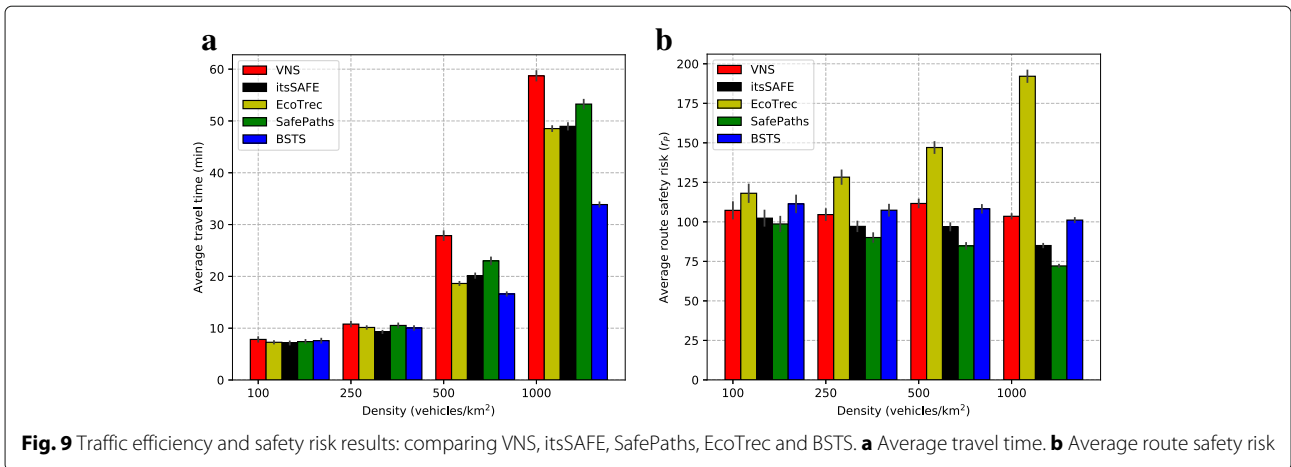 a
60
50
40
30
20
10
0
Average travel time (min)
VNS
itsSAFE
EcoTrec
SafePaths
BSTS
100
250
500
1000
Density (vehicles/km²)
b
200
175
150
125
100
75
50
25
0
Average route safety risk (rP)
VNS
itsSAFE
EcoTrec
SafePaths
BSTS
100
250
500
1000
Density (vehicles/km²)
Fig. 9 Traffic efficiency and safety risk results: comparing VNS, itsSAFE, SafePaths, EcoTrec and BSTS. a Average travel time. b Average route safety risk